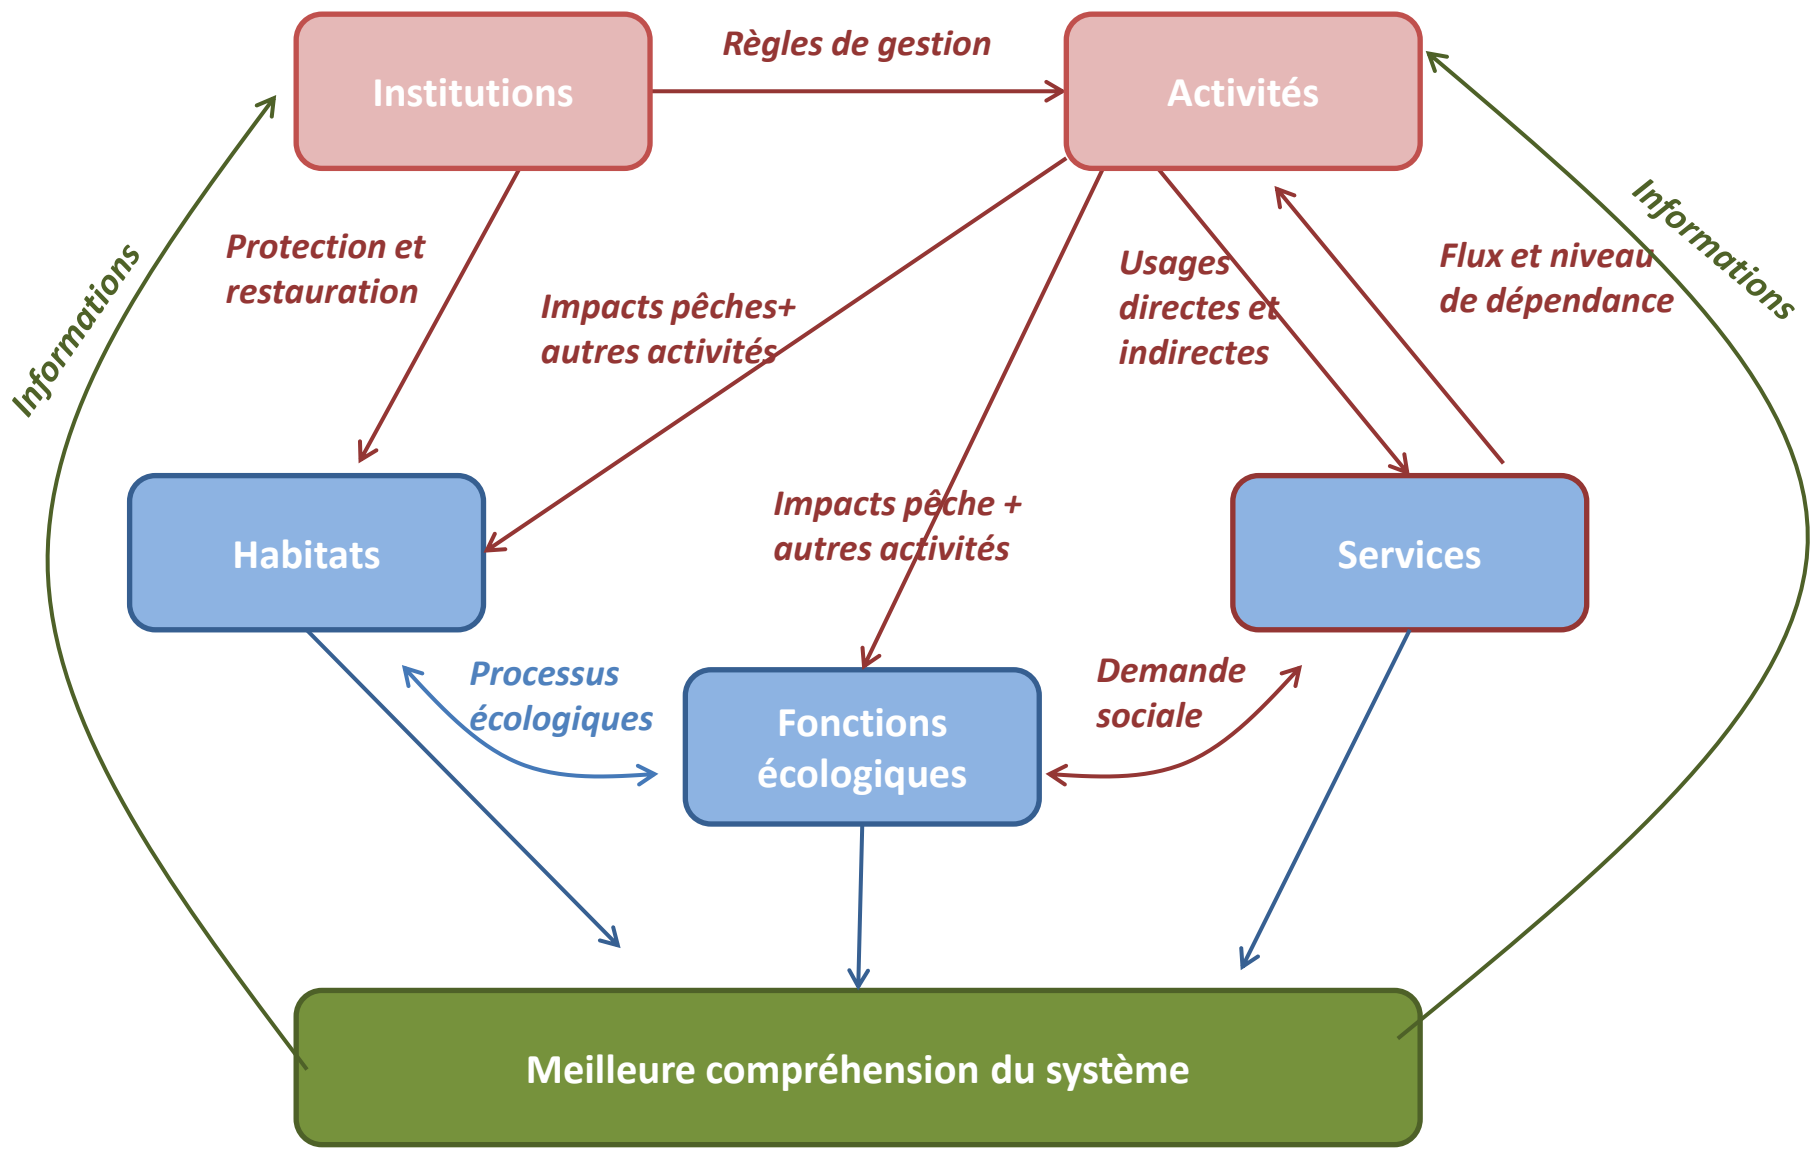 Règles de gestion
Institutions
Activités
Informations
Protection et
restauration
Impacts pêches+
autres activités
Usages
directes et
indirectes
Flux et niveau
de dépendance
Informations
Impacts pêche +
autres activités
Habitats
Services
Processus
écologiques
Fonctions
écologiques
Demande
sociale
Meilleure compréhension du système